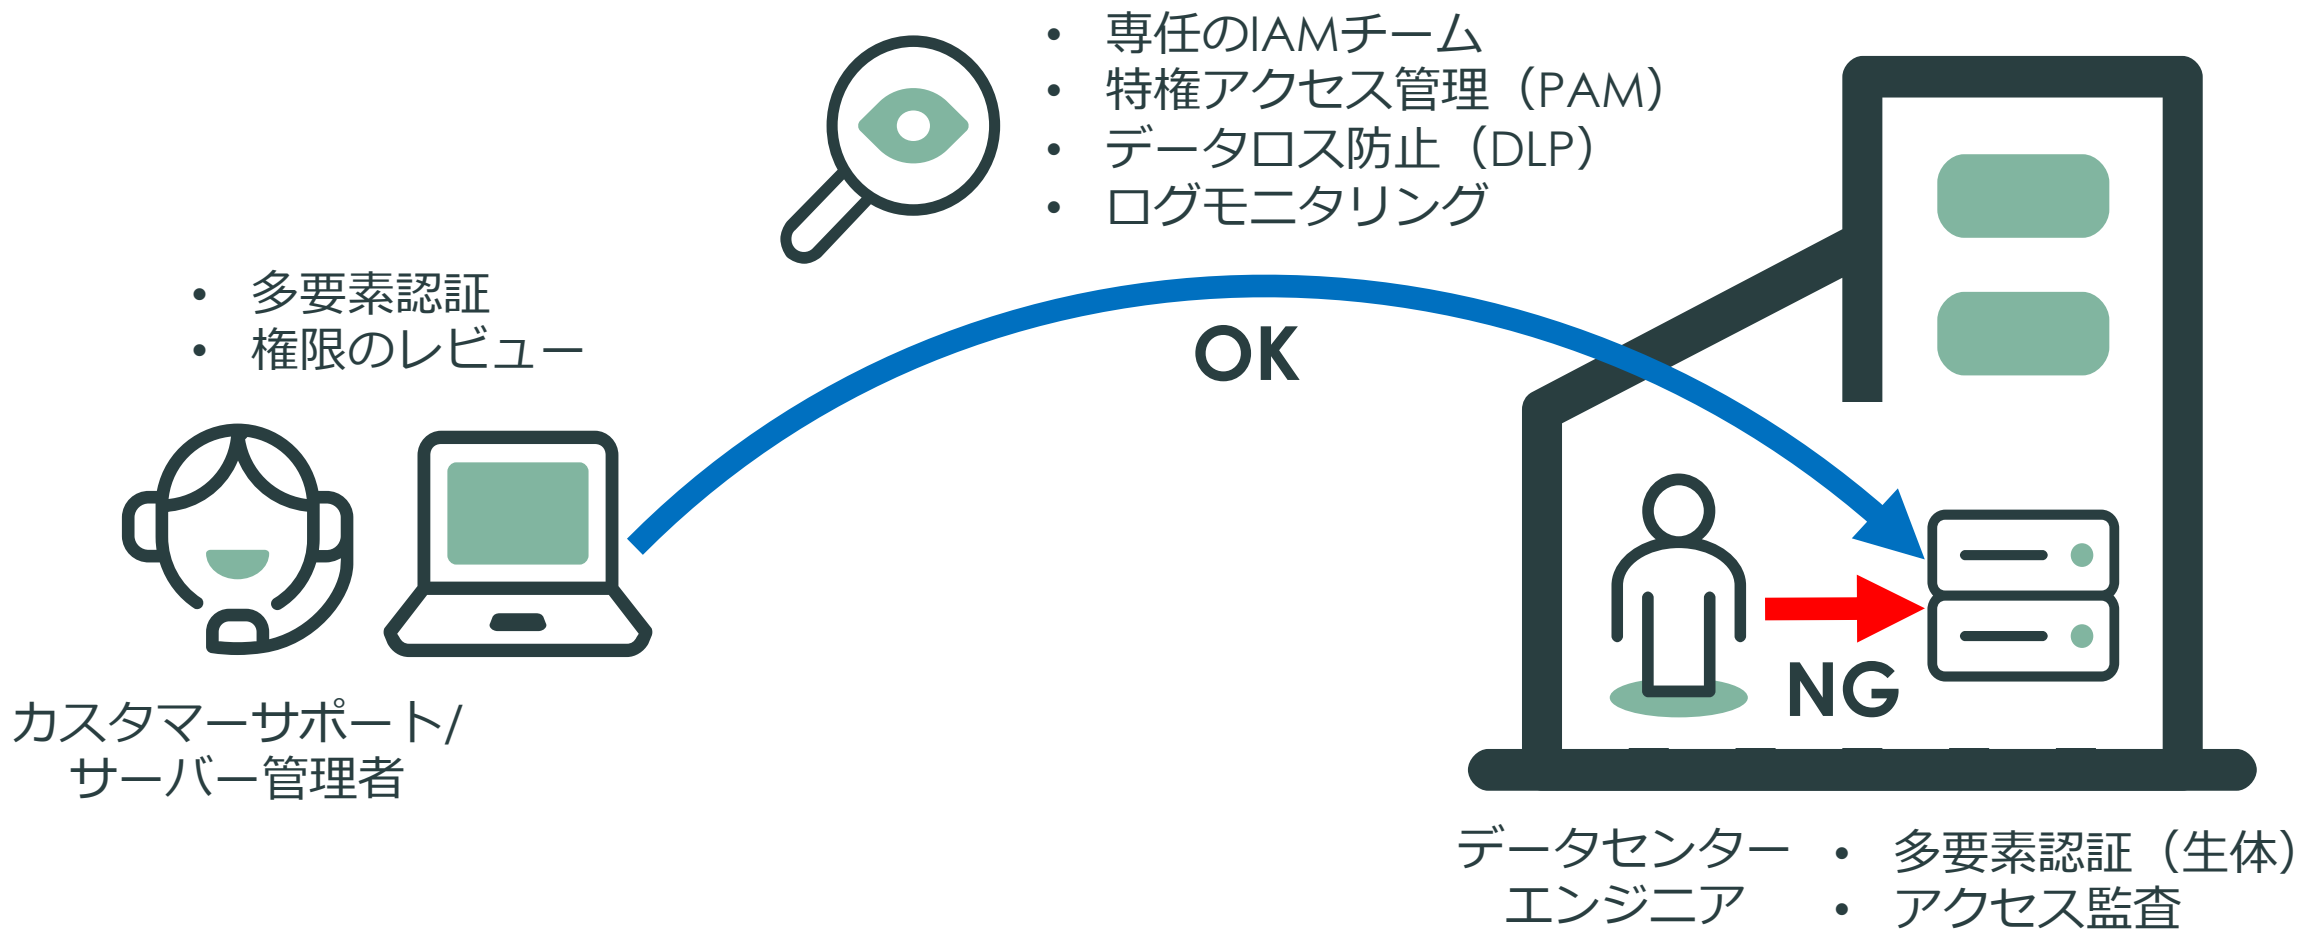 • 専任のIAMチーム
• 特権アクセス管理（PAM）
• データロス防止（DLP）
• ログモニタリング
• 多要素認証
• 権限のレビュー
OK
NG
カスタマーサポート/
サーバー管理者
データセンター
エンジニア
• 多要素認証（生体）
• アクセス監査